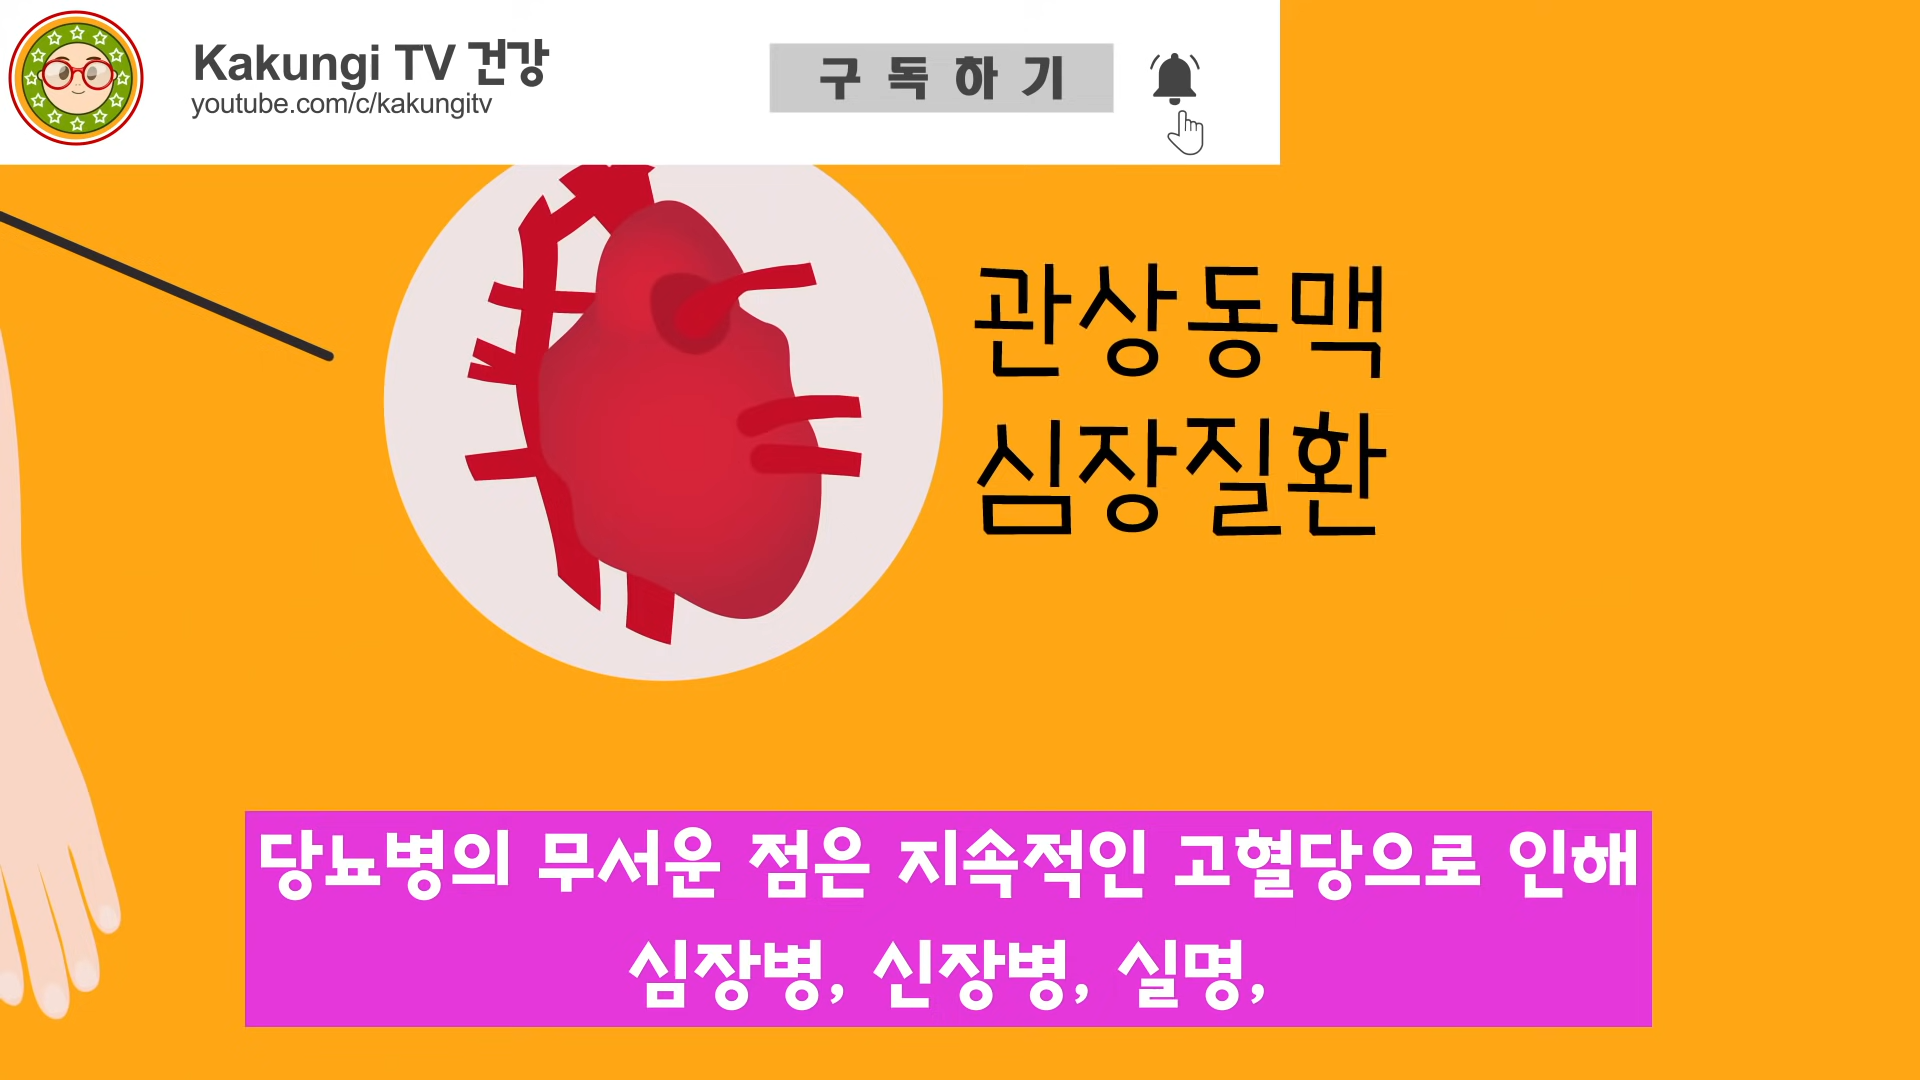 Kakungi TV 건강
youtube.com/c/kakungitv
구독하기
관상동맥
심장질환
당뇨병의 무서운 점은 지속적인 고혈당으로 인해
심장병, 신장병, 실명,